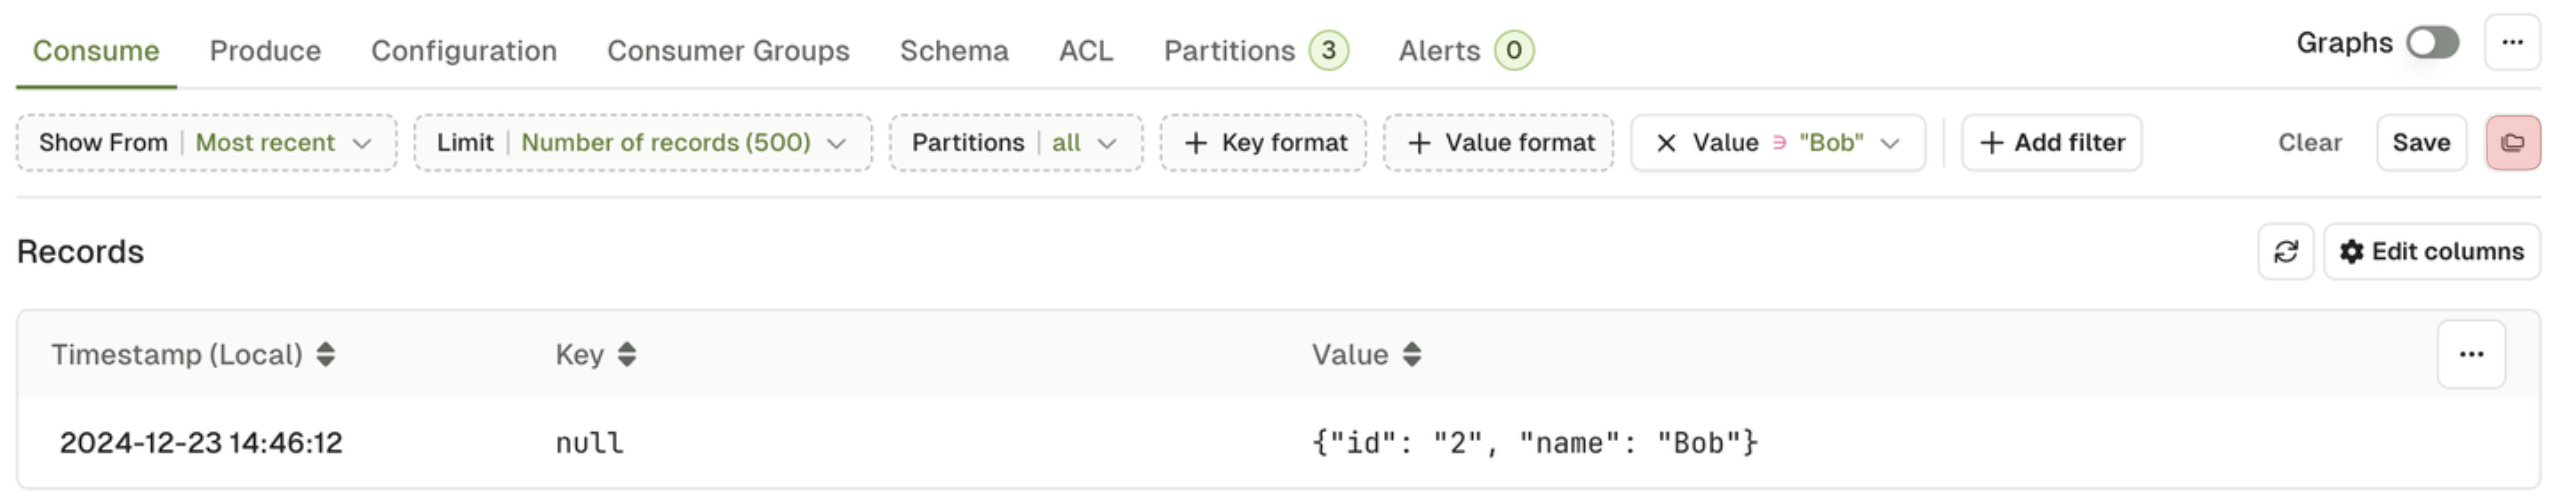 Consume Produce Configuration Consumer Groups Schema ACL Partitions 3 Alerts 0 Graphs ...
Show From Most recent Limit Number of records (500) Partitions all + Key format + Value format × Value ∋ "Bob" + Add filter Clear Save
Records Edit columns
Timestamp (Local) Key Value ...
2024-12-23 14:46:12 null {"id": "2", "name": "Bob"}